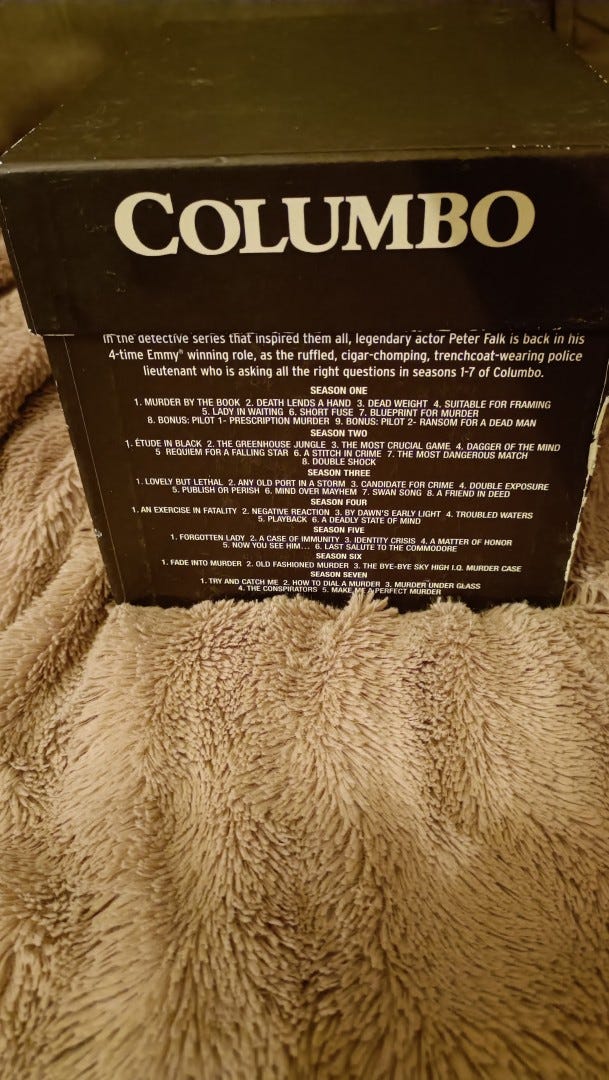 COLUMBO
In the detective series that inspired them all, legendary actor Peter Falk is back in his
4-time Emmy® winning role, as the ruffled, cigar-chomping, trenchcoat-wearing police
lieutenant who is asking all the right questions in seasons 1-7 of Columbo.
SEASON ONE
1. MURDER BY THE BOOK 2. DEATH LENDS A HAND 3. DEAD WEIGHT 4. SUITABLE FOR FRAMING
5. LADY IN WAITING 6. SHORT FUSE 7. BLUEPRINT FOR MURDER
8. BONUS: PILOT 1- PRESCRIPTION MURDER 9. BONUS: PILOT 2- RANSOM FOR A DEAD MAN
SEASON TWO
1. ÉTUDE IN BLACK 2. THE GREENHOUSE JUNGLE 3. THE MOST CRUCIAL GAME 4. DAGGER OF THE MIND
5 REQUIEM FOR A FALLING STAR 6. A STITCH IN CRIME 7. THE MOST DANGEROUS MATCH
8. DOUBLE SHOCK
SEASON THREE
1. LOVELY BUT LETHAL 2. ANY OLD PORT IN A STORM 3. CANDIDATE FOR CRIME 4. DOUBLE EXPOSURE
5. PUBLISH OR PERISH 6. MIND OVER MAYHEM 7. SWAN SONG 8. A FRIEND IN DEED
SEASON FOUR
1. AN EXERCISE IN FATALITY 2. NEGATIVE REACTION 3. BY DAWN'S EARLY LIGHT 4. TROUBLED WATERS
5. PLAYBACK 6. A DEADLY STATE OF MIND
SEASON FIVE
1. FORGOTTEN LADY 2. A CASE OF IMMUNITY 3. IDENTITY CRISIS 4. A MATTER OF HONOR
5. NOW YOU SEE HIM... 6. LAST SALUTE TO THE COMMODORE
SEASON SIX
1. FADE INTO MURDER 2. OLD FASHIONED MURDER 3. THE BYE-BYE SKY HIGH I.Q. MURDER CASE
SEASON SEVEN
1. TRY AND CATCH ME 2. HOW TO DIAL A MURDER 3. MURDER UNDER GLASS
4. THE CONSPIRATORS 5. MAKE ME A PERFECT MURDER